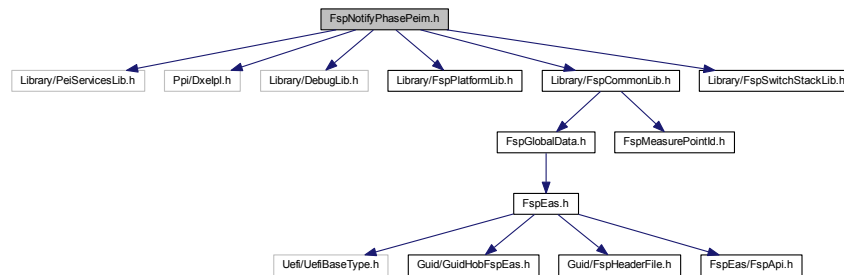 FspNotifyPhasePeim.h
Library/PeiServicesLib.h
Ppi/DxeIpl.h
Library/DebugLib.h
Library/FspPlatformLib.h
Library/FspCommonLib.h
Library/FspSwitchStackLib.h
FspGlobalData.h
FspMeasurePointId.h
FspEas.h
Uefi/UefiBaseType.h
Guid/GuidHobFspEas.h
Guid/FspHeaderFile.h
FspEas/FspApi.h